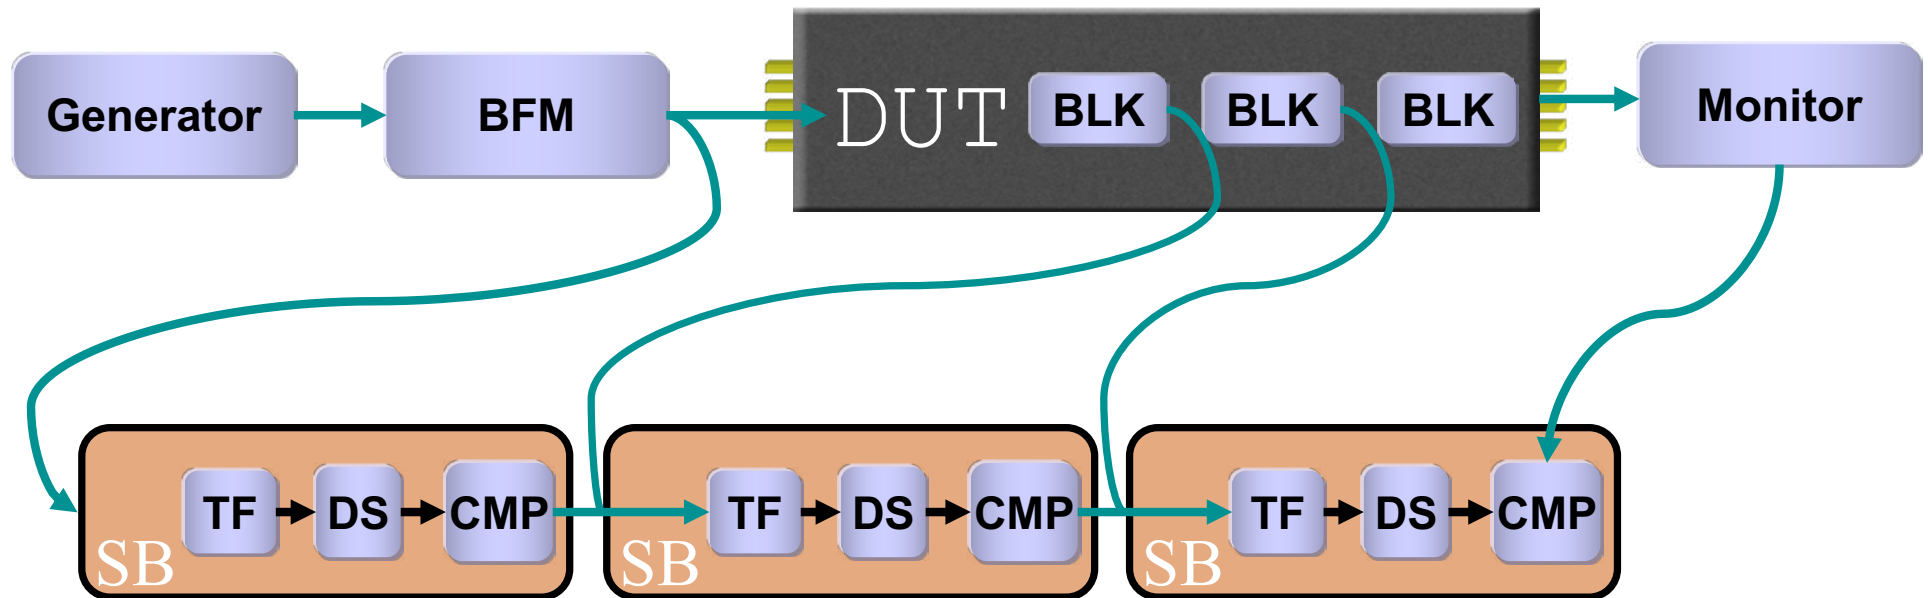 Generator
BFM
DUT
BLK
BLK
BLK
Monitor
SB
TF
DS
CMP
SB
TF
DS
CMP
SB
TF
DS
CMP